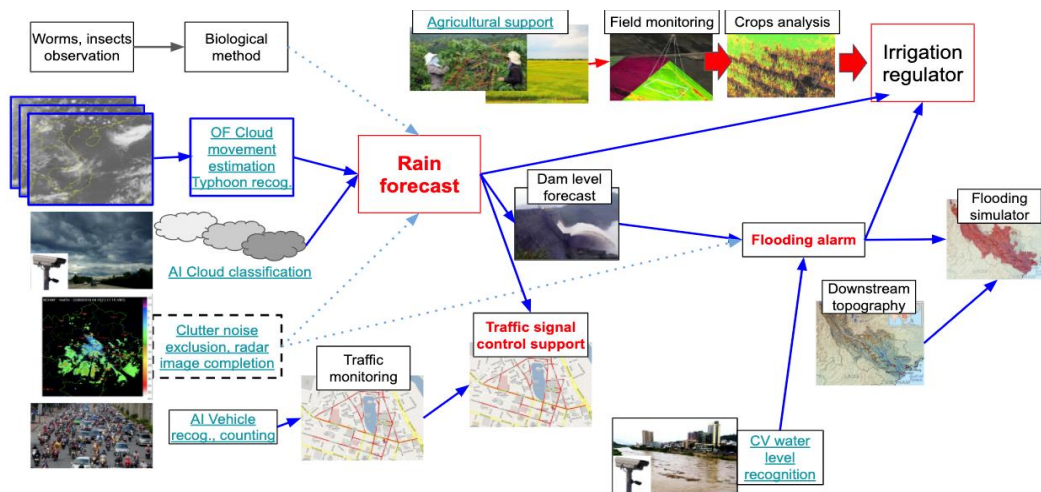 Worms, insects
observation
Biological
method
Agricultural support
Field monitoring
Crops analysis
Irrigation
regulator
OF Cloud
movement
estimation
Typhoon recog.
Rain
forecast
Dam level
forecast
Flooding
simulator
AI Cloud classification
Flooding alarm
Downstream
topography
Clutter noise
exclusion, radar
image completion
Traffic signal
control support
Traffic
monitoring
AI Vehicle
recog., counting
CV water
level
recognition